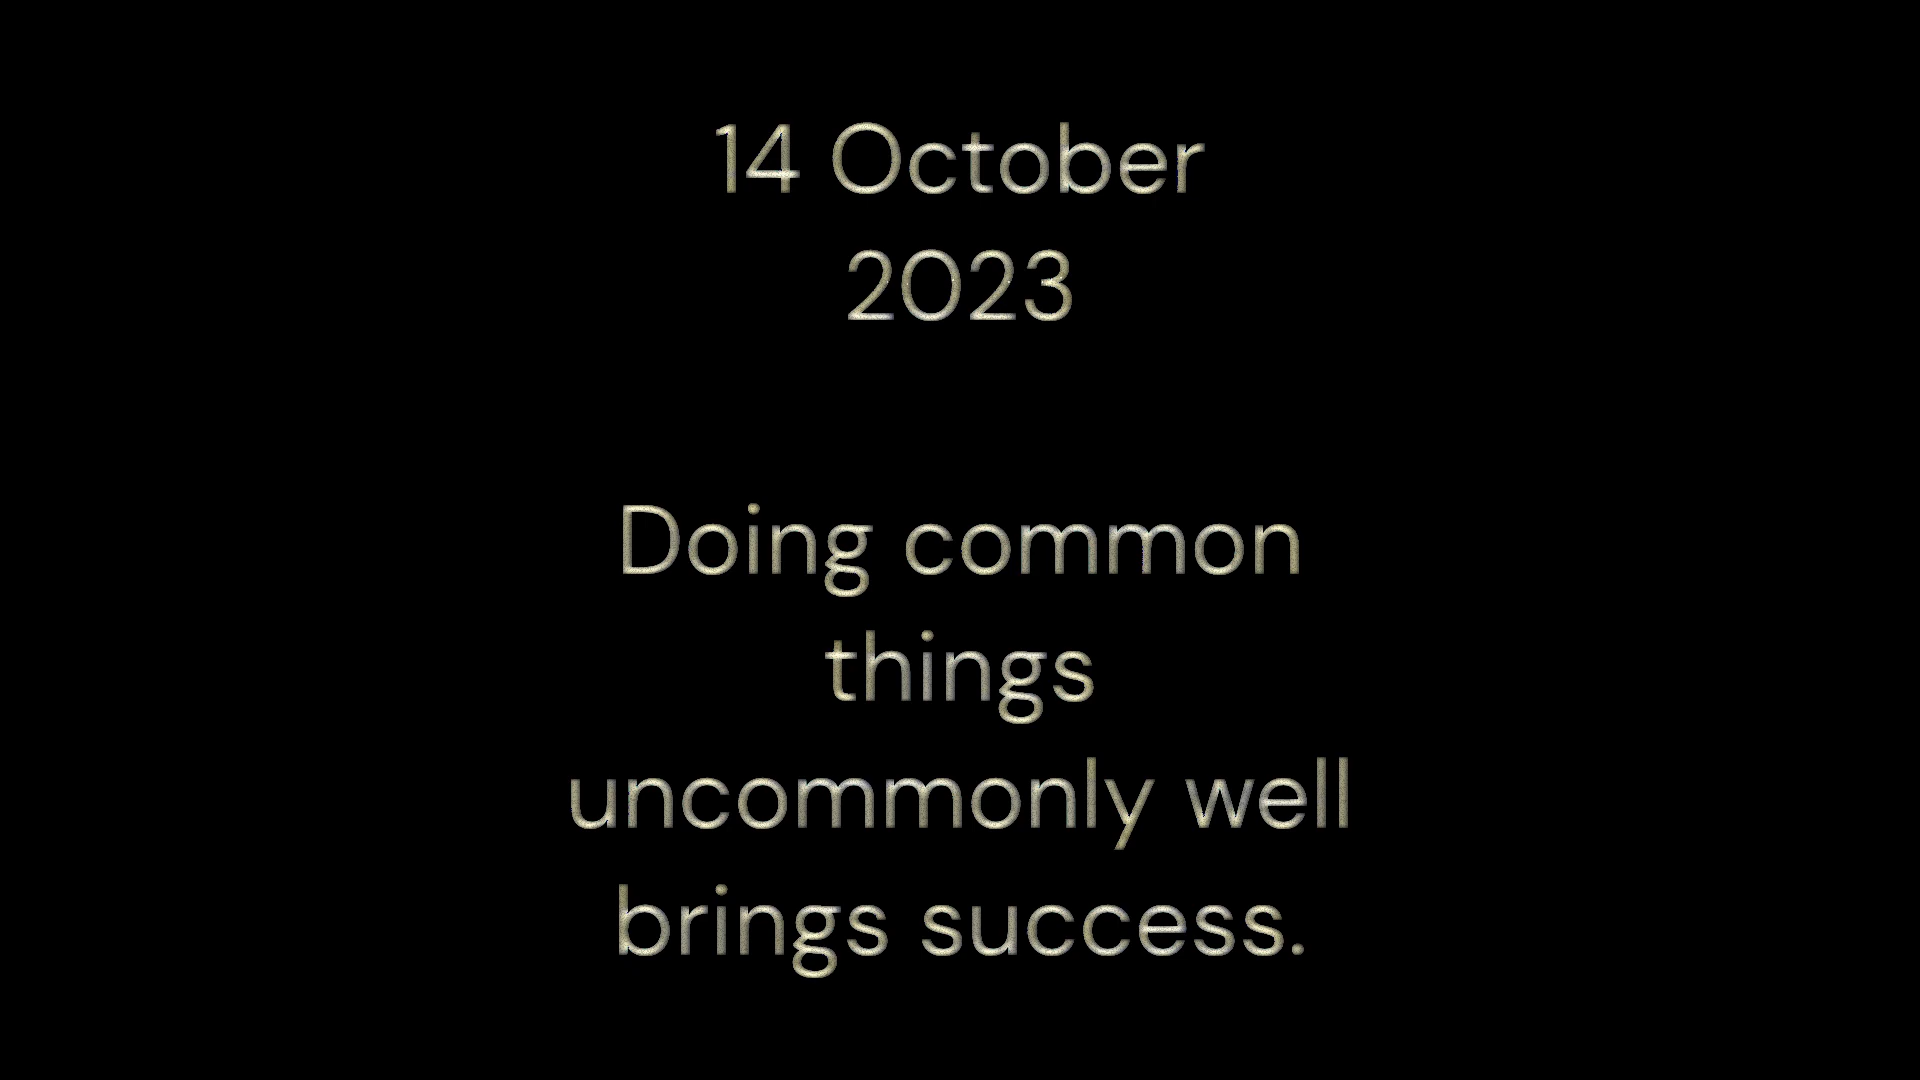 14 October
2023
Doing common
things
uncommonly well
brings success.